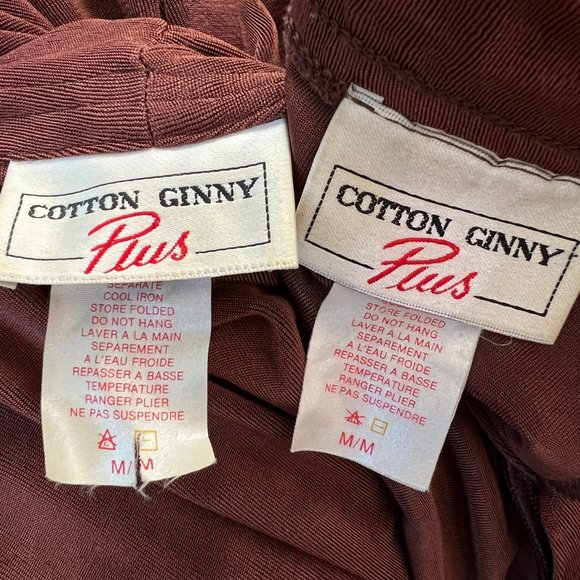 COTTON GINNY
Plus
SEPARATE
COOL IRON
STORE FOLDED
DO NOT HANG
LAVER A LA MAIN
SEPAREMENT
A L'EAU FROIDE
REPASSER A BASSE
TEMPERATURE
RANGER PLIER
NE PAS SUSPENDRE
M/M
COTTON GINNY
Plus
STORE FOLDED
DO NOT HANG
LAVER A LA MAIN
SEPAREMENT
A L'EAU FROIDE
REPASSER A BASSE
TEMPERATURE
RANGER PLIER
NE PAS SUSPENDRE
M/M